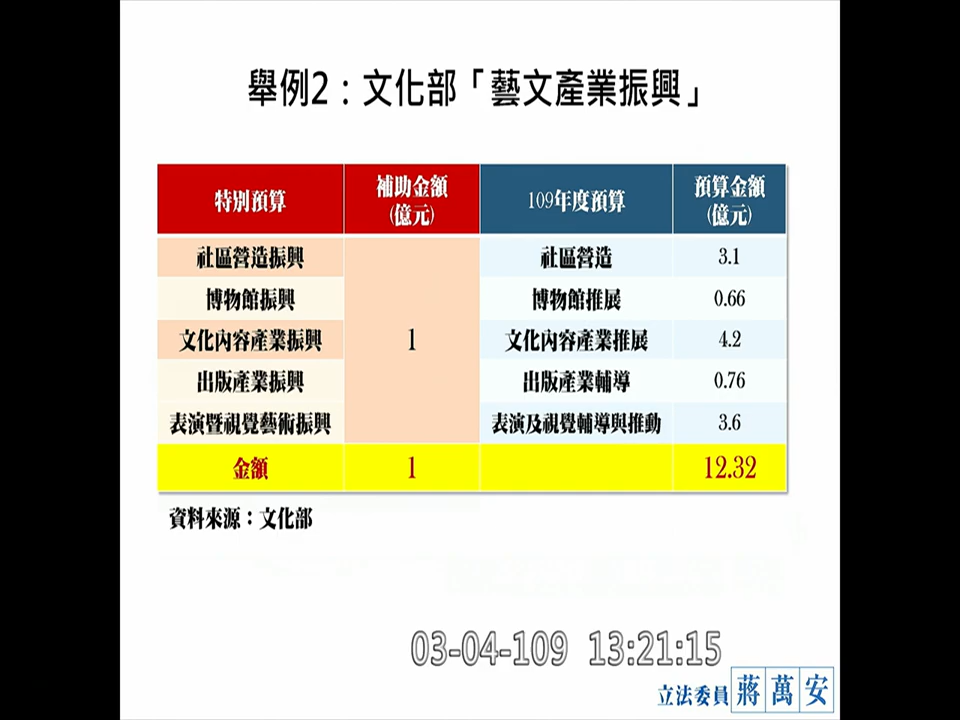 舉例2：文化部「藝文產業振興」
特別預算 補助金額(億元) 109年度預算 預算金額(億元)
社區營造振興 社區營造 3.1
博物館振興 博物館推展 0.66
文化內容產業振興 1 文化內容產業推展 4.2
出版產業振興 出版產業輔導 0.76
表演暨視覺藝術振興 表演及視覺輔導與推動 3.6
金額 1 12.32
資料來源：文化部
03-04-109 13:21:15
立法委員 蔣萬安